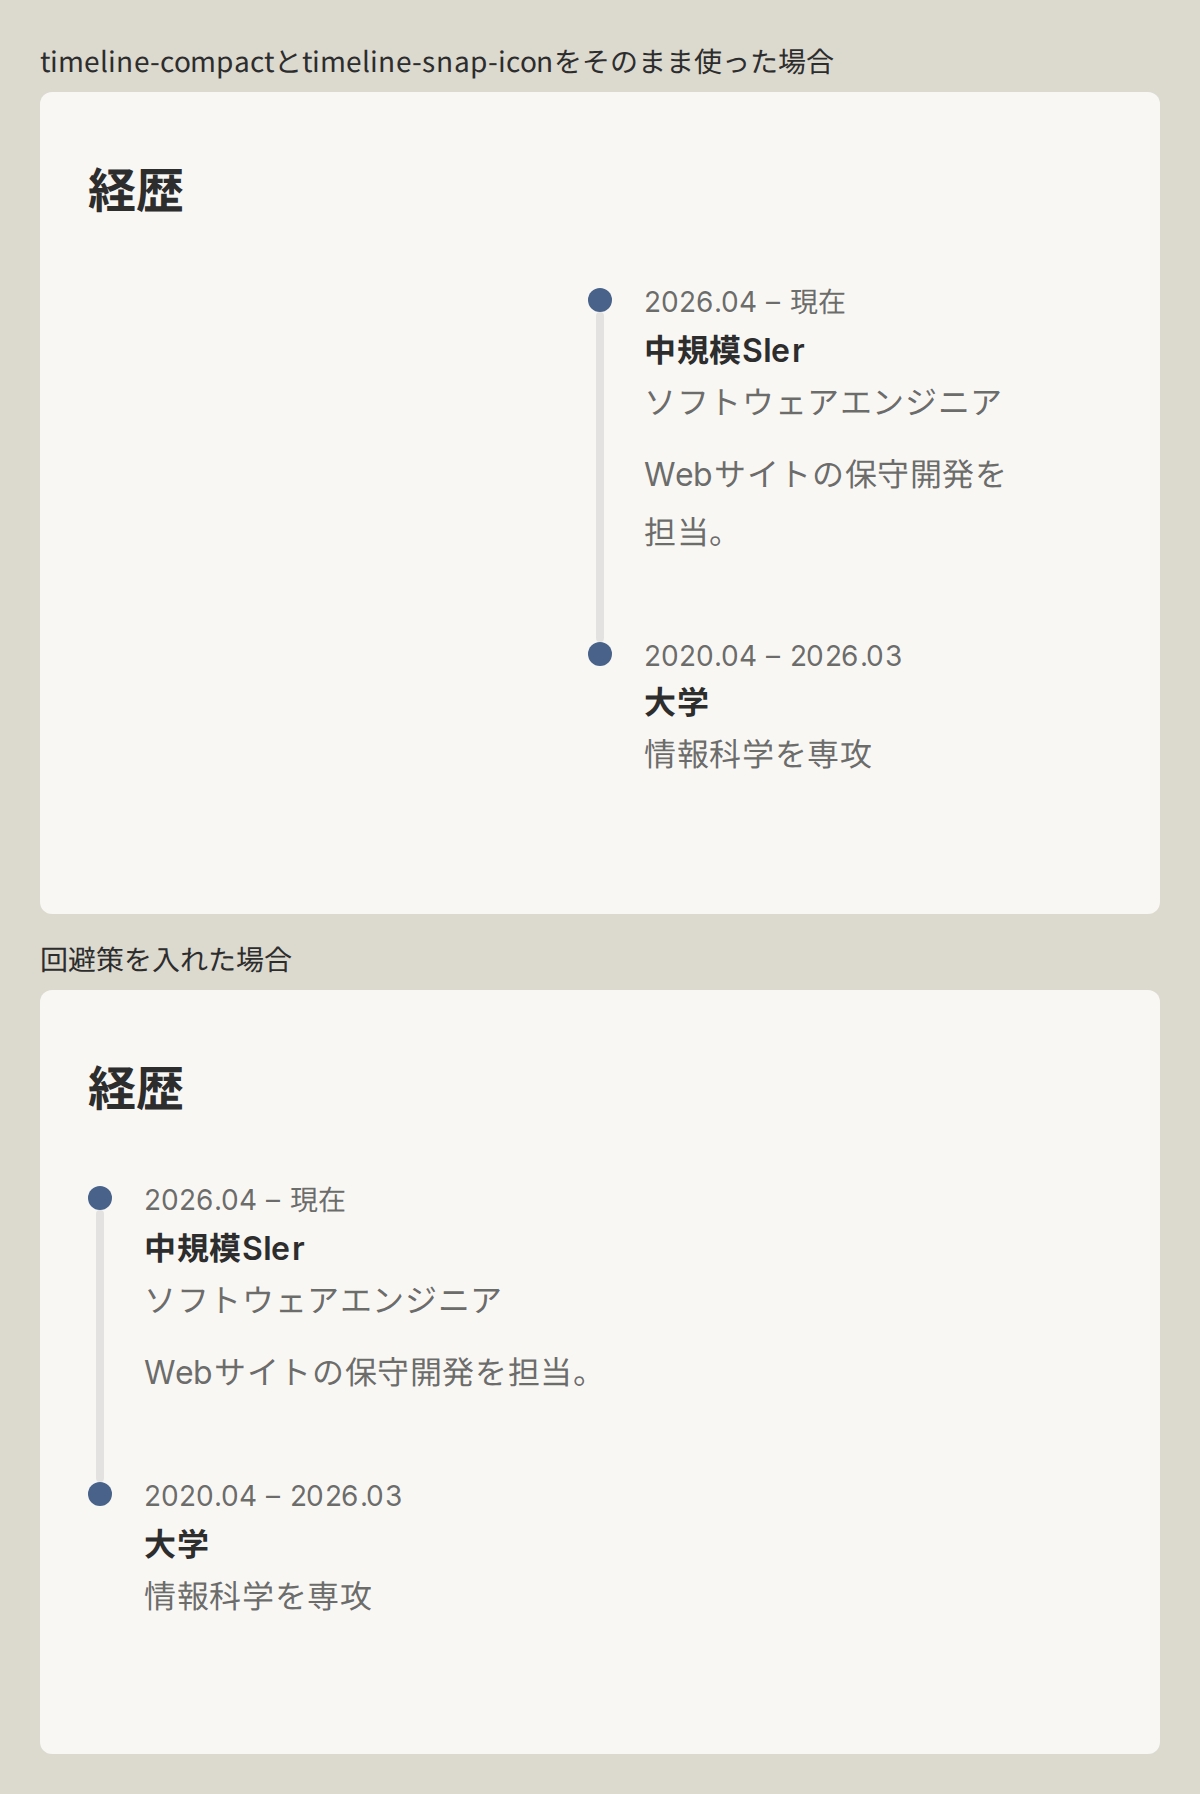 timeline-compactとtimeline-snap-iconをそのまま使った場合
経歴
2026.04 – 現在
中規模SIer
ソフトウェアエンジニア
Webサイトの保守開発を
担当。
2020.04 – 2026.03
大学
情報科学を専攻
回避策を入れた場合
経歴
2026.04 – 現在
中規模SIer
ソフトウェアエンジニア
Webサイトの保守開発を担当。
2020.04 – 2026.03
大学
情報科学を専攻